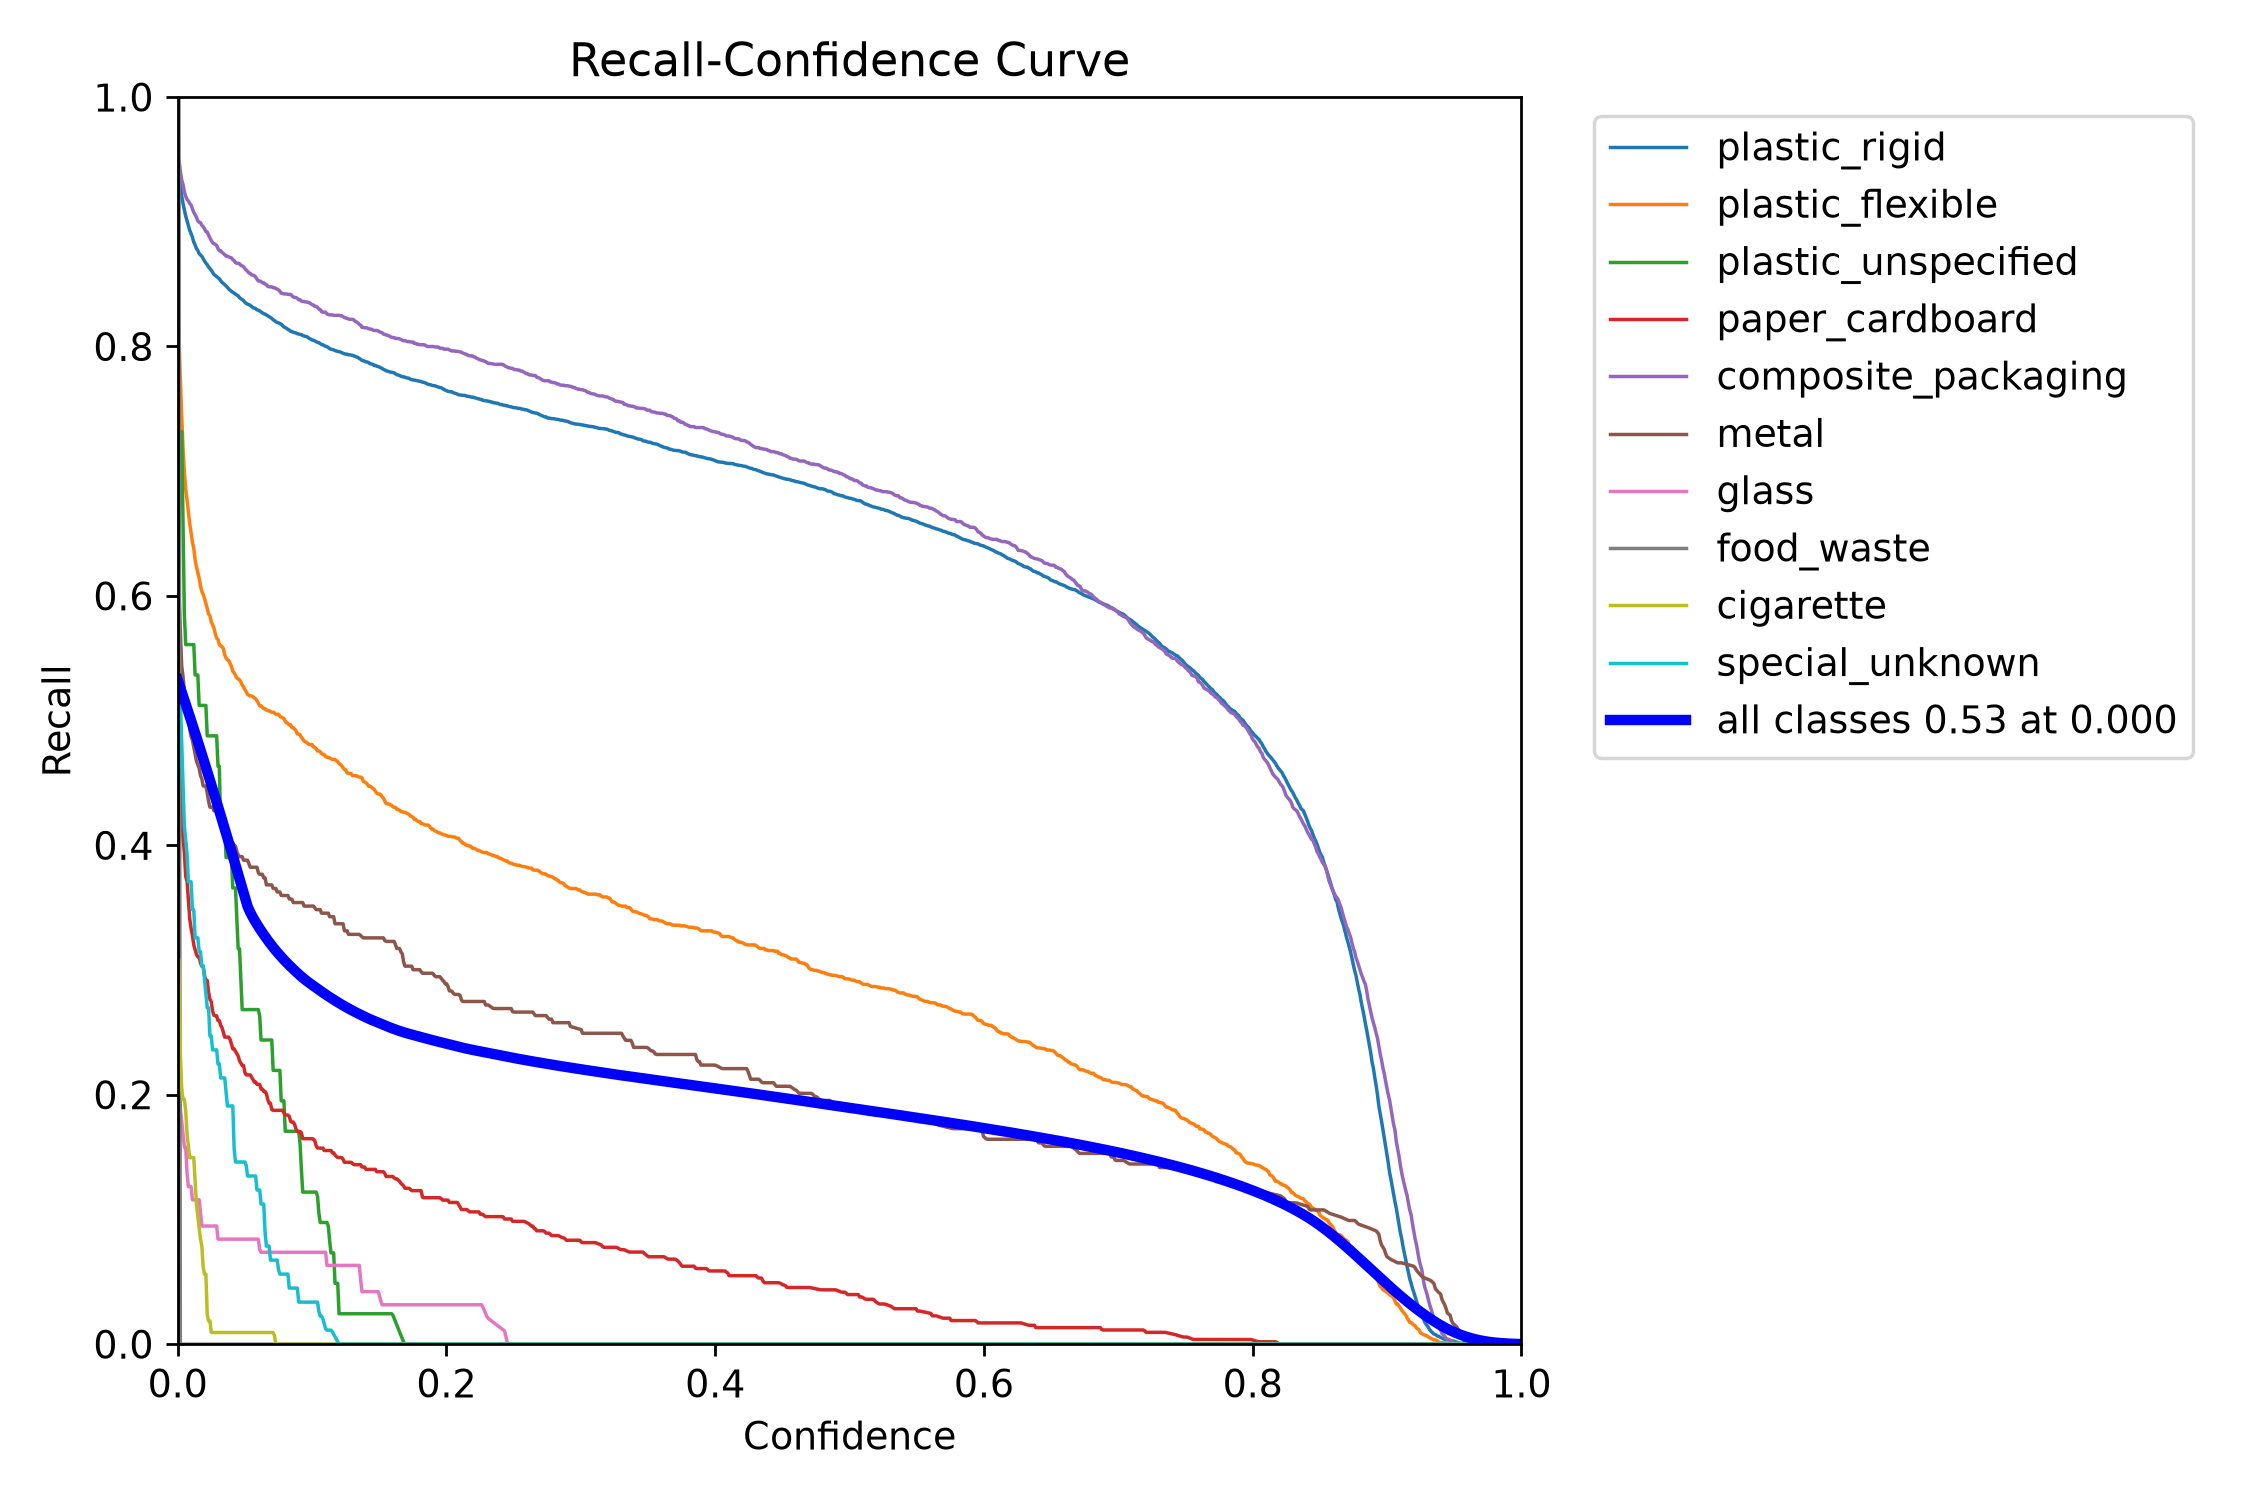 Recall-Confidence Curve
1.0
0.8
0.6
0.4
0.2
0.0
Recall
0.0 0.2 0.4 0.6 0.8 1.0
Confidence
plastic_rigid
plastic_flexible
plastic_unspecified
paper_cardboard
composite_packaging
metal
glass
food_waste
cigarette
special_unknown
all classes 0.53 at 0.000